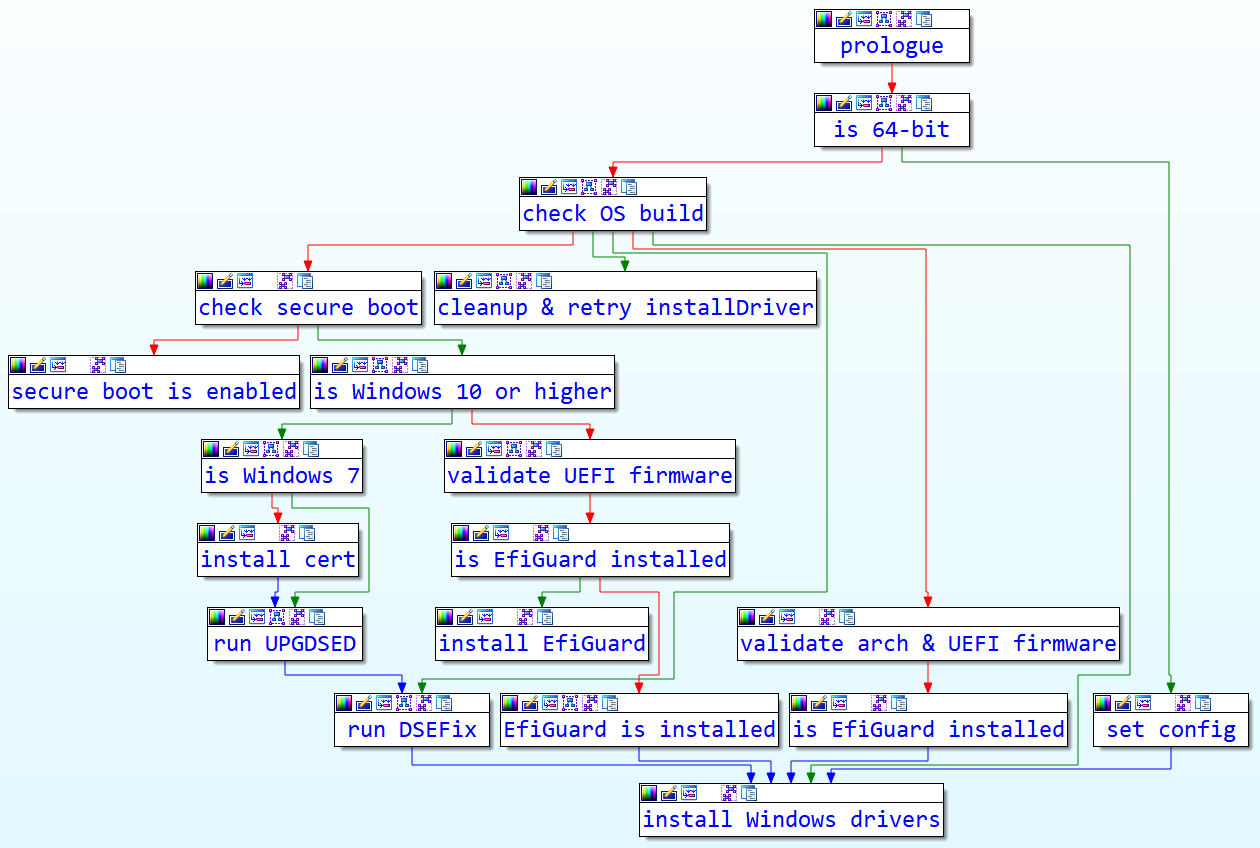 prologue
is 64-bit
check OS build
check secure boot
cleanup & retry installDriver
secure boot is enabled
is Windows 10 or higher
is Windows 7
validate UEFI firmware
install cert
is EfiGuard installed
run UPGDSED
install EfiGuard
validate arch & UEFI firmware
run DSEFix
EfiGuard is installed
is EfiGuard installed
set config
install Windows drivers